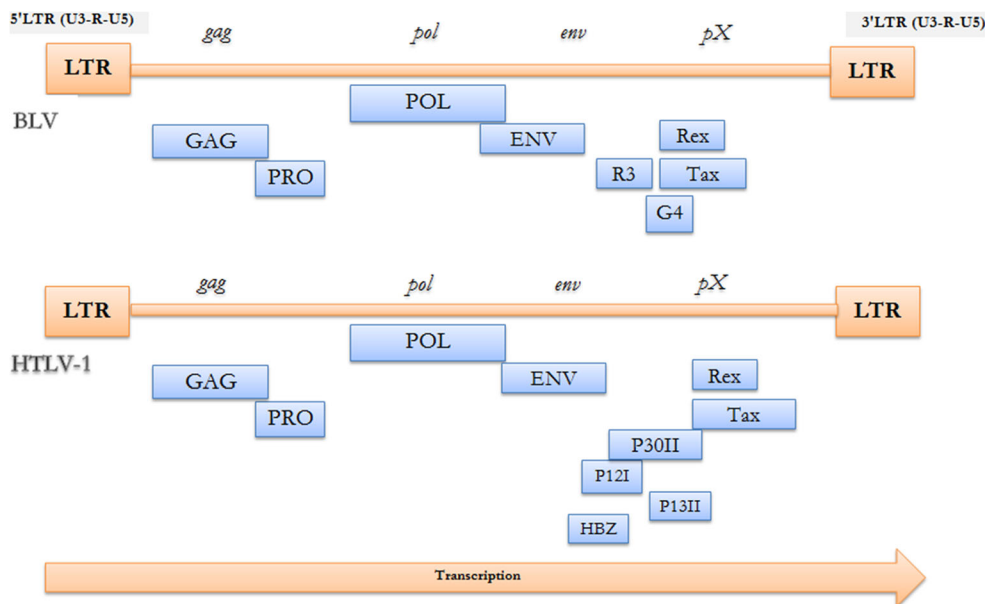 5'LTR (U3-R-U5)
3'LTR (U3-R-U5)
gag pol env pX
LTR
LTR
BLV
POL
GAG
ENV
Rex
PRO
R3
Tax
G4
gag pol env pX
LTR
LTR
HTLV-1
POL
GAG
ENV
Rex
PRO
Tax
P30II
P12I
P13II
HBZ
Transcription